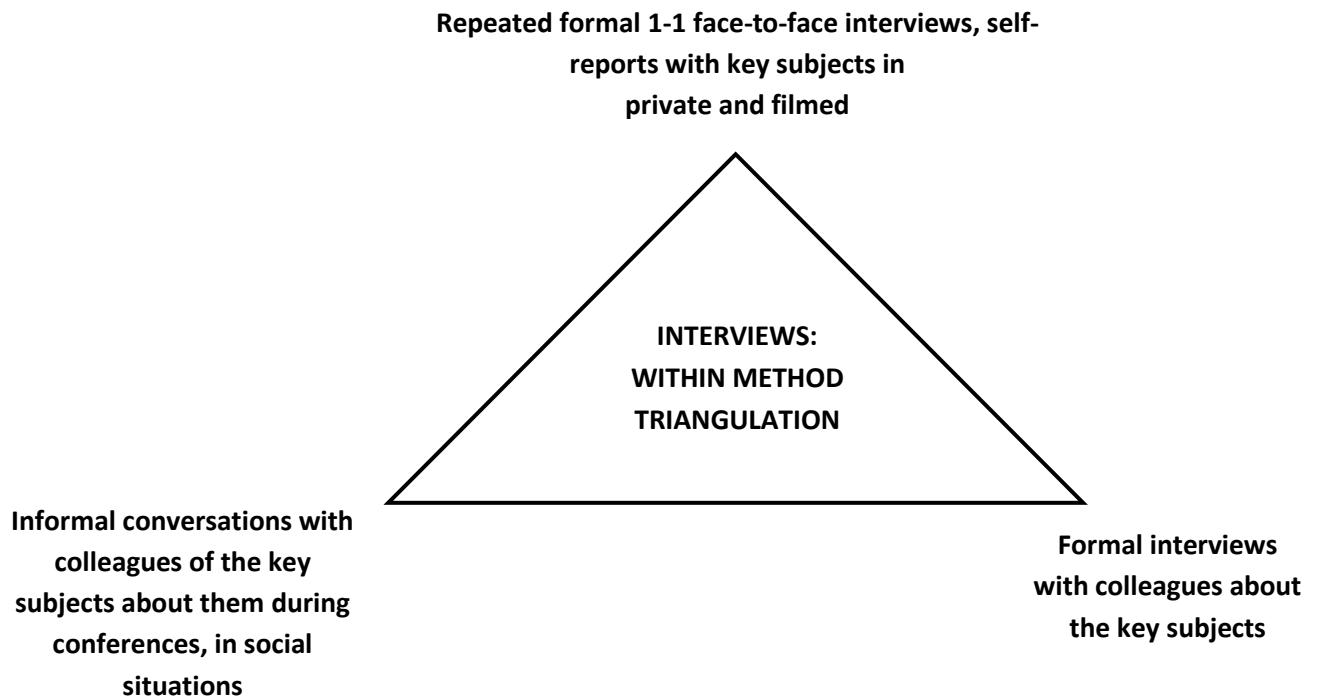 Repeated formal 1-1 face-to-face interviews, self-
reports with key subjects in
private and filmed
INTERVIEWS:
WITHIN METHOD
TRIANGULATION
Informal conversations with
colleagues of the key
subjects about them during
conferences, in social
situations
Formal interviews
with colleagues about
the key subjects